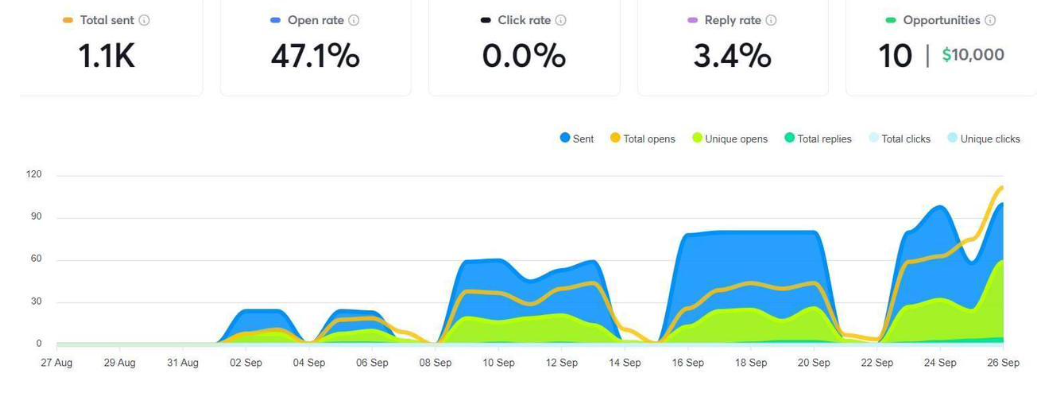 Total sent Open rate Click rate Reply rate Opportunities
1.1K 47.1% 0.0% 3.4% 10 | $10,000
Sent Total opens Unique opens Total replies Total clicks Unique clicks
120
90
60
30
0
27 Aug 29 Aug 31 Aug 02 Sep 04 Sep 06 Sep 08 Sep 10 Sep 12 Sep 14 Sep 16 Sep 18 Sep 20 Sep 22 Sep 24 Sep 26 Sep